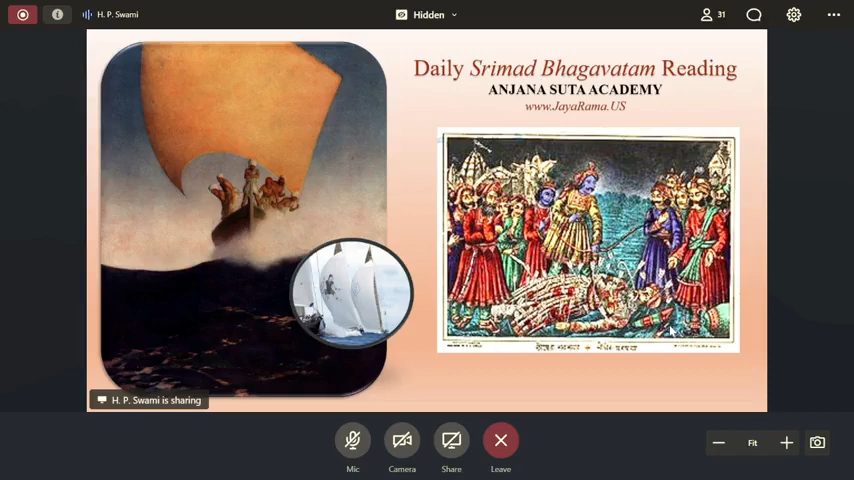 H. P. Swami
Hidden
31
Daily Srimad Bhagavatam Reading
ANJANA SUTA ACADEMY
www.JayaRama.US
H. P. Swami is sharing
Mic
Camera
Share
Leave
Fit